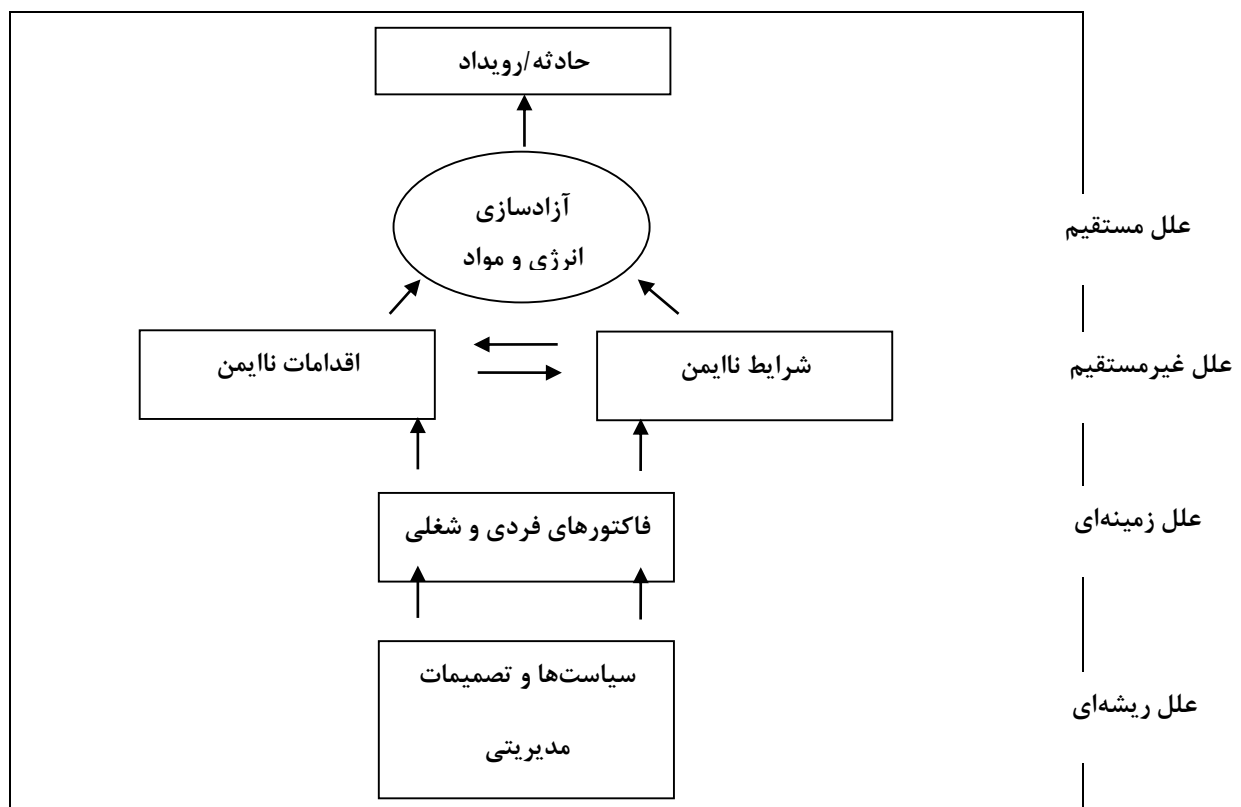 حادثه/رویداد
آزادسازی
انرژی و مواد
علل مستقیم
شرایط ناایمن
اقدامات ناایمن
علل غیرمستقیم
فاکتورهای فردی و شغلی
علل زمینه‌ای
سیاست‌ها و تصمیمات
مدیریتی
علل ریشه‌ای